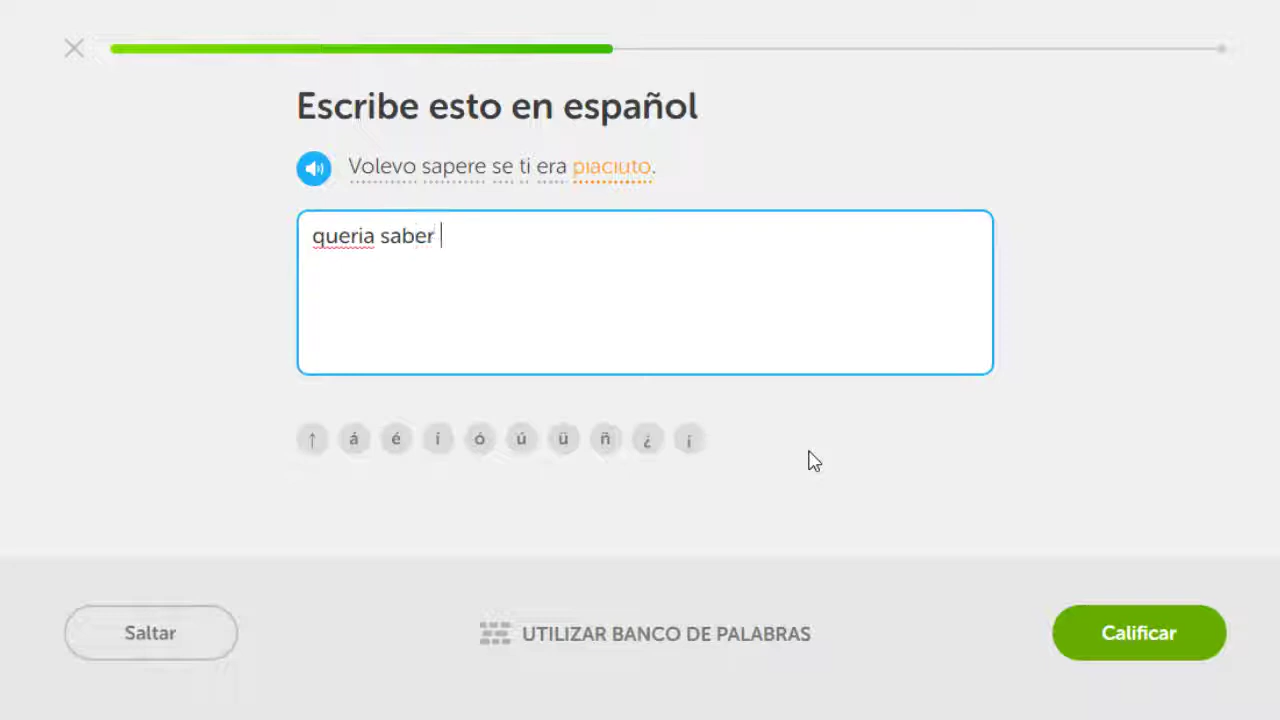 Escribe esto en español
Volevo sapere se ti era piaciuto.
queria saber
↑ á é í ó ú ü ñ ¿ ¡
Saltar
UTILIZAR BANCO DE PALABRAS
Calificar